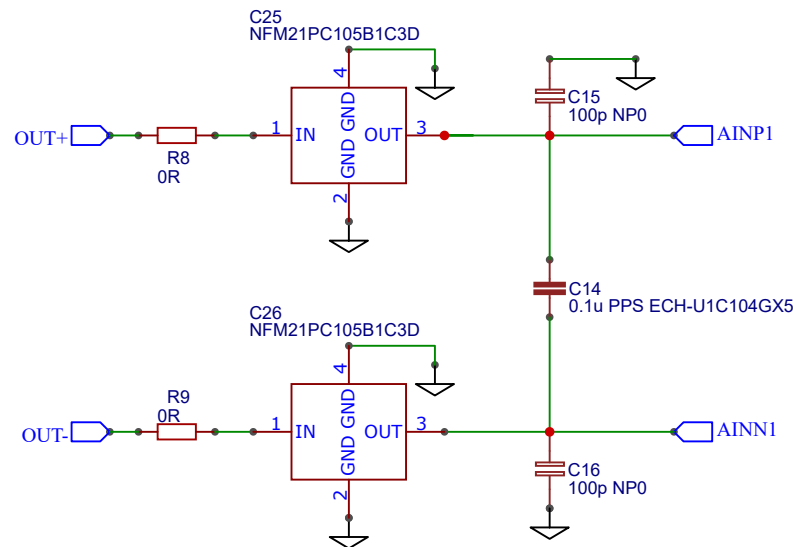 C25
NFM21PC105B1C3D
4
GND
C15
100p NP0
OUT+
R8
0R
1
IN
OUT
3
AINP1
GND
2
C14
0.1u PPS ECH-U1C104GX5
C26
NFM21PC105B1C3D
4
GND
OUT-
R9
0R
1
IN
OUT
3
AINN1
GND
2
C16
100p NP0